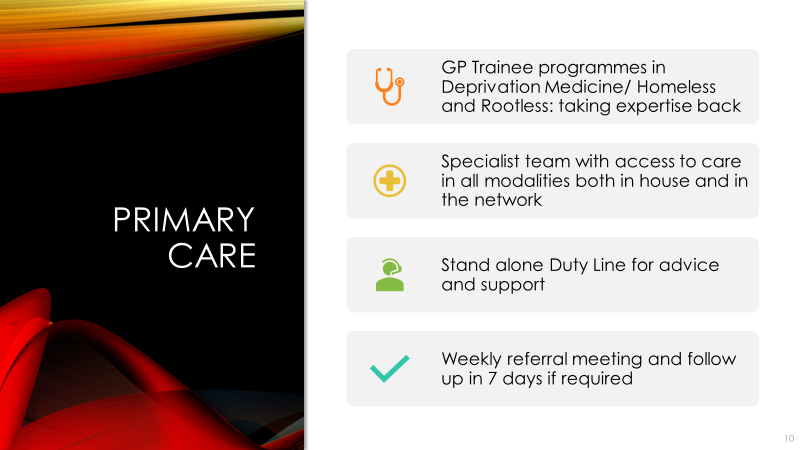 PRIMARY
CARE
GP Trainee programmes in
Deprivation Medicine/ Homeless
and Rootless: taking expertise back
Specialist team with access to care
in all modalities both in house and in
the network
Stand alone Duty Line for advice
and support
Weekly referral meeting and follow
up in 7 days if required
10